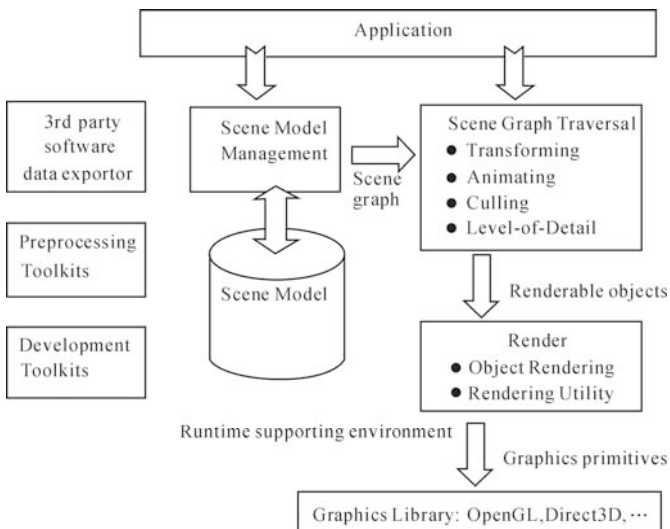 Application
3rd party
software
data exportor
Scene Model
Management
Scene
graph
Scene Graph Traversal
● Transforming
● Animating
● Culling
● Level-of-Detail
Preprocessing
Toolkits
Scene Model
Renderable objects
Development
Toolkits
Render
● Object Rendering
● Rendering Utility
Runtime supporting environment
Graphics primitives
Graphics Library: OpenGL,Direct3D, ⋯